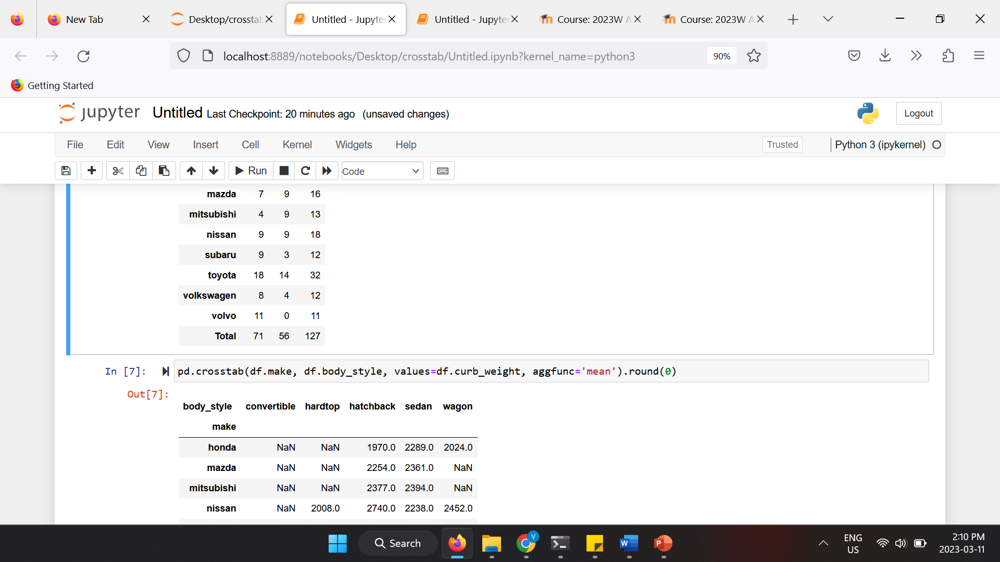 New Tab
Desktop/crosstab
Untitled - Jupyter
Untitled - Jupyter
Course: 2023W A
Course: 2023W A
localhost:8889/notebooks/Desktop/crosstab/Untitled.ipynb?kernel_name=python3
90%
Getting Started
jupyter Untitled Last Checkpoint: 20 minutes ago (unsaved changes)
Logout
File Edit View Insert Cell Kernel Widgets Help
Trusted
Python 3 (ipykernel)
Run
Code
mazda 7 9 16
mitsubishi 4 9 13
nissan 9 9 18
subaru 9 3 12
toyota 18 14 32
volkswagen 8 4 12
volvo 11 0 11
Total 71 56 127
In [7]: pd.crosstab(df.make, df.body_style, values=df.curb_weight, aggfunc='mean').round(0)
Out[7]:
body_style convertible hardtop hatchback sedan wagon
make
honda NaN NaN 1970.0 2289.0 2024.0
mazda NaN NaN 2254.0 2361.0 NaN
mitsubishi NaN NaN 2377.0 2394.0 NaN
nissan NaN 2008.0 2740.0 2238.0 2452.0
Search
V
W
P
ENG
US
2:10 PM
2023-03-11